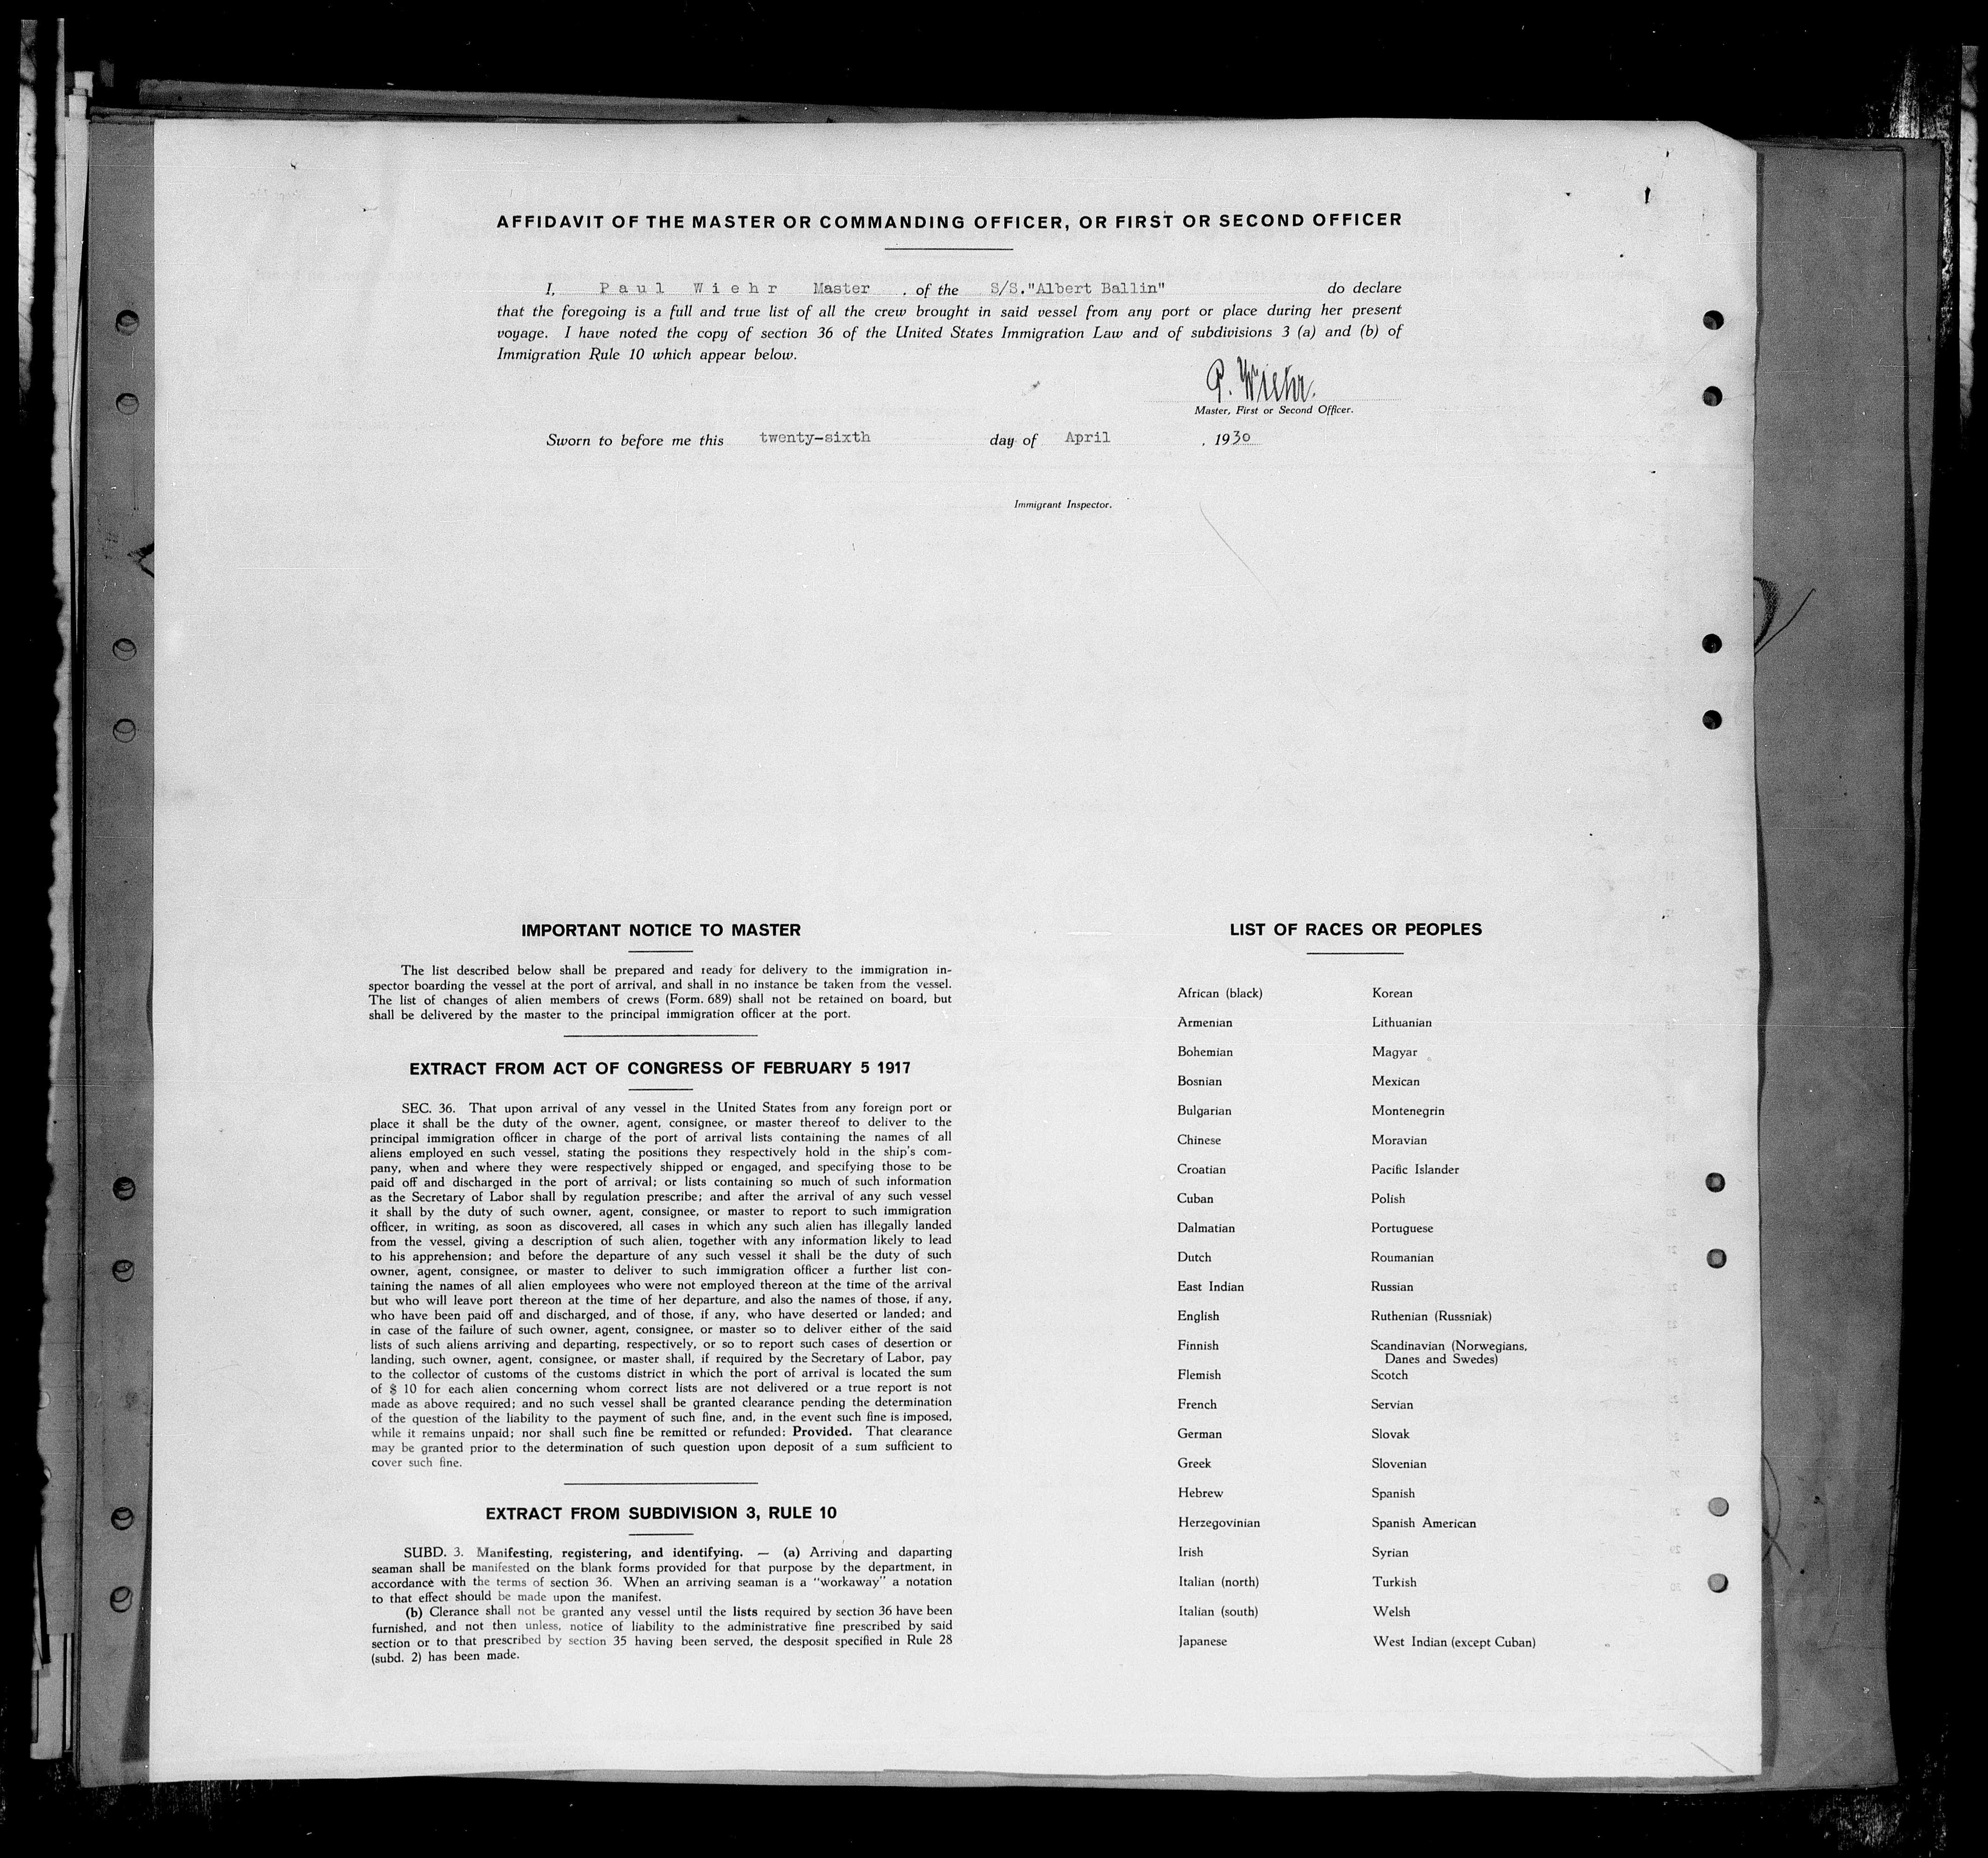 AFFIDAVIT OF THE MASTER OR COMMANDING OFFICER, OR FIRST OR SECOND OFFICER
I, Paul Wiehr Master , of the S/S."Albert Ballin" do declare
that the foregoing is a full and true list of all the crew brought in said vessel from any port or place during her present
voyage. I have noted the copy of section 36 of the United States Immigration Law and of subdivisions 3 (a) and (b) of
Immigration Rule 10 which appear below.
P. Wiehr.
Master, First or Second Officer.
Sworn to before me this twenty-sixth day of April , 1930
Immigrant Inspector.
IMPORTANT NOTICE TO MASTER
The list described below shall be prepared and ready for delivery to the immigration in-
spector boarding the vessel at the port of arrival, and shall in no instance be taken from the vessel.
The list of changes of alien members of crews (Form. 689) shall not be retained on board, but
shall be delivered by the master to the principal immigration officer at the port.
EXTRACT FROM ACT OF CONGRESS OF FEBRUARY 5 1917
SEC. 36. That upon arrival of any vessel in the United States from any foreign port or
place it shall be the duty of the owner, agent, consignee, or master thereof to deliver to the
principal immigration officer in charge of the port of arrival lists containing the names of all
aliens employed en such vessel, stating the positions they respectively hold in the ship's com-
pany, when and where they were respectively shipped or engaged, and specifying those to be
paid off and discharged in the port of arrival; or lists containing so much of such information
as the Secretary of Labor shall by regulation prescribe; and after the arrival of any such vessel
it shall by the duty of such owner, agent, consignee, or master to report to such immigration
officer, in writing, as soon as discovered, all cases in which any such alien has illegally landed
from the vessel, giving a description of such alien, together with any information likely to lead
to his apprehension; and before the departure of any such vessel it shall be the duty of such
owner, agent, consignee, or master to deliver to such immigration officer a further list con-
taining the names of all alien employees who were not employed thereon at the time of the arrival
but who will leave port thereon at the time of her departure, and also the names of those, if any,
who have been paid off and discharged, and of those, if any, who have deserted or landed; and
in case of the failure of such owner, agent, consignee, or master so to deliver either of the said
lists of such aliens arriving and departing, respectively, or so to report such cases of desertion or
landing, such owner, agent, consignee, or master shall, if required by the Secretary of Labor, pay
to the collector of customs of the customs district in which the port of arrival is located the sum
of $ 10 for each alien concerning whom correct lists are not delivered or a true report is not
made as above required; and no such vessel shall be granted clearance pending the determination
of the question of the liability to the payment of such fine, and, in the event such fine is imposed,
while it remains unpaid; nor shall such fine be remitted or refunded: Provided. That clearance
may be granted prior to the determination of such question upon deposit of a sum sufficient to
cover such fine.
EXTRACT FROM SUBDIVISION 3, RULE 10
SUBD. 3. Manifesting, registering, and identifying. — (a) Arriving and daparting
seaman shall be manifested on the blank forms provided for that purpose by the department, in
accordance with the terms of section 36. When an arriving seaman is a "workaway" a notation
to that effect should be made upon the manifest.
(b) Clerance shall not be granted any vessel until the lists required by section 36 have been
furnished, and not then unless, notice of liability to the administrative fine prescribed by said
section or to that prescribed by section 35 having been served, the desposit specified in Rule 28
(subd. 2) has been made.
LIST OF RACES OR PEOPLES
African (black)
Armenian
Bohemian
Bosnian
Bulgarian
Chinese
Croatian
Cuban
Dalmatian
Dutch
East Indian
English
Finnish
Flemish
French
German
Greek
Hebrew
Herzegovinian
Irish
Italian (north)
Italian (south)
Japanese
Korean
Lithuanian
Magyar
Mexican
Montenegrin
Moravian
Pacific Islander
Polish
Portuguese
Roumanian
Russian
Ruthenian (Russniak)
Scandinavian (Norwegians,
Danes and Swedes)
Scotch
Servian
Slovak
Slovenian
Spanish
Spanish American
Syrian
Turkish
Welsh
West Indian (except Cuban)